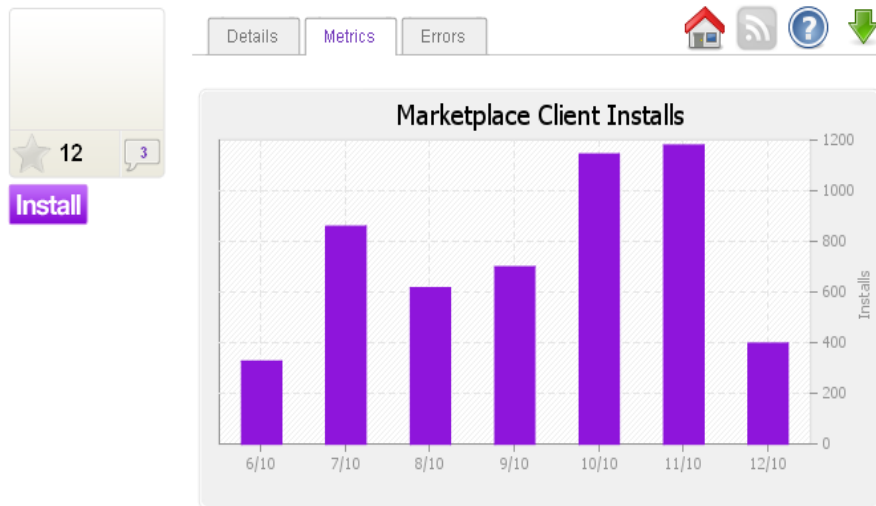 Details Metrics Errors
?
12 3
Install
Marketplace Client Installs
1200
1000
800
600
400
200
0
Installs
6/10 7/10 8/10 9/10 10/10 11/10 12/10